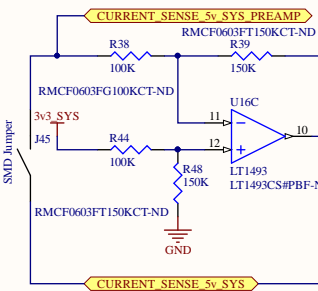 CURRENT_SENSE_5v_SYS_PREAMP
RMCF0603FT150KCT-ND
R38
R39
100K
150K
RMCF0603FG100KCT-ND
U16C
3v3_SYS
11
10
J45
R44
12
SMD Jumper
100K
R48
150K
LT1493
LT1493CS#PBF-N
RMCF0603FT150KCT-ND
GND
CURRENT_SENSE_5v_SYS